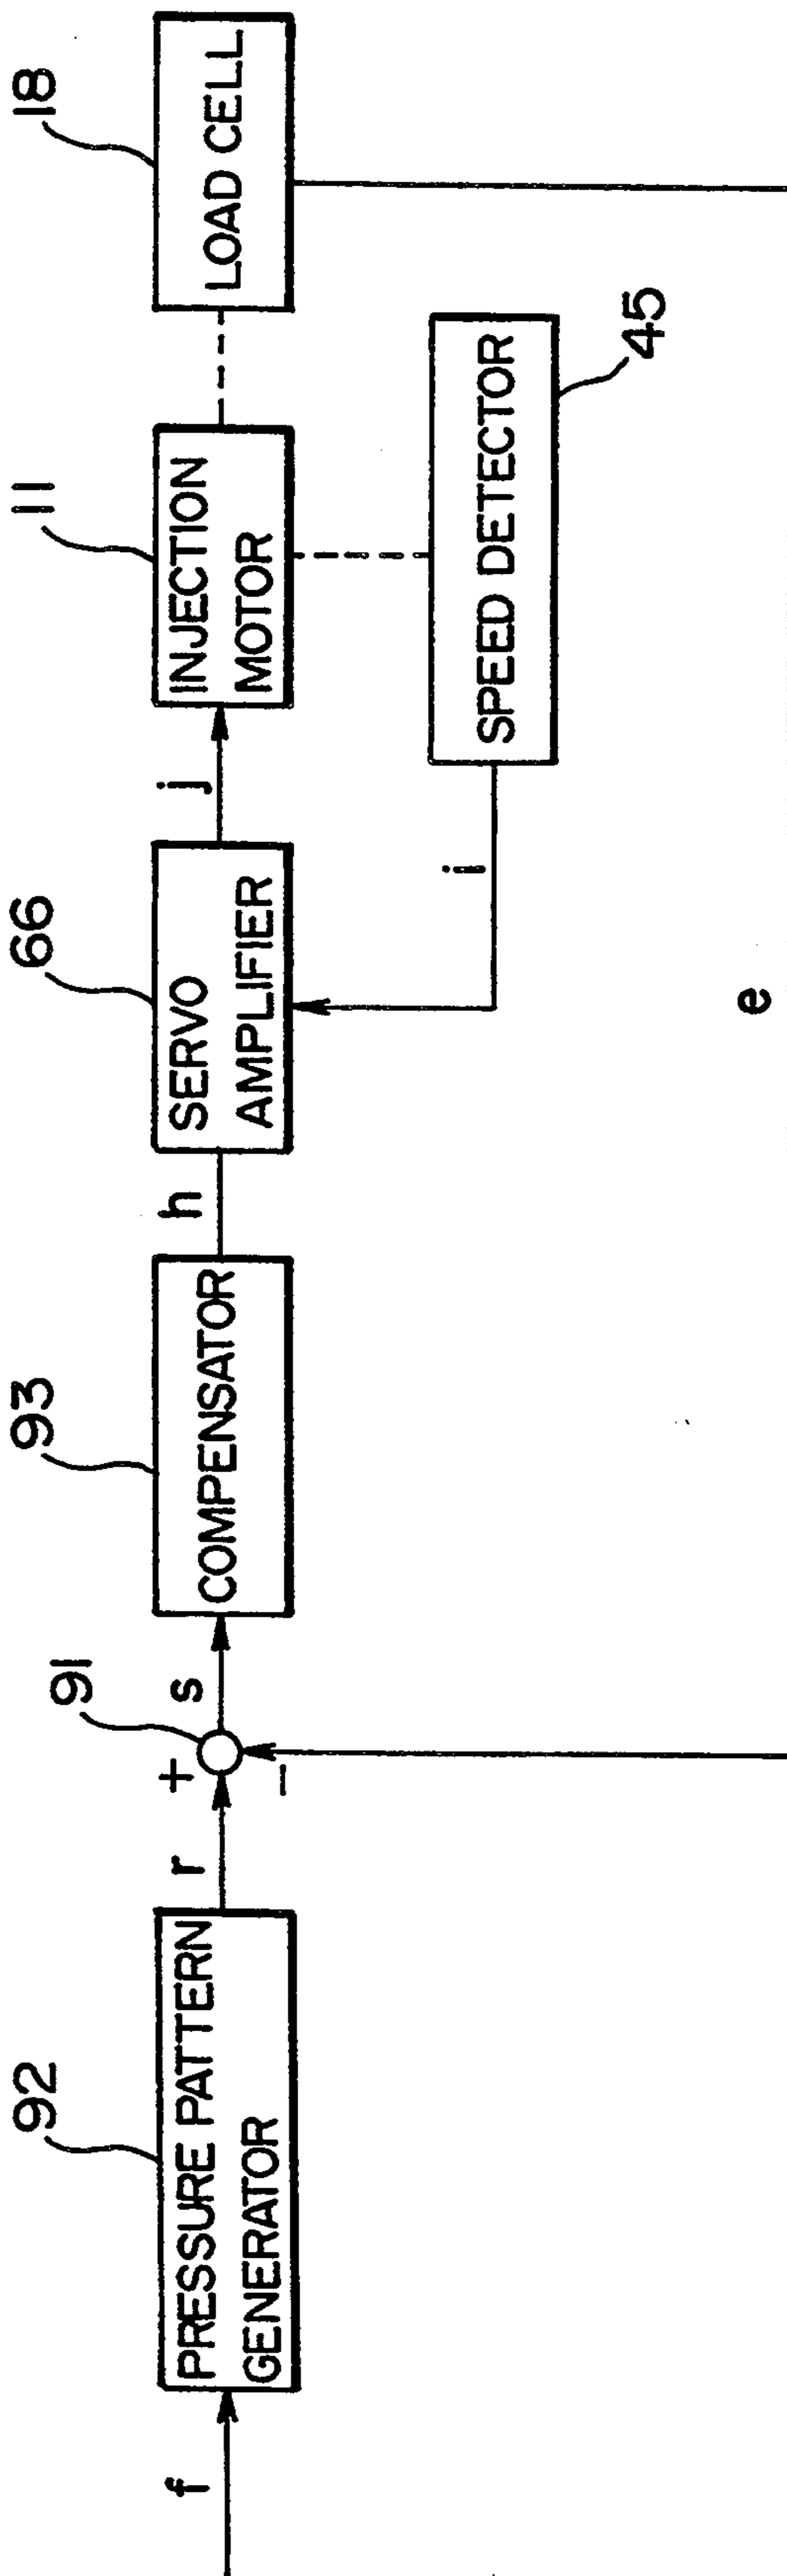 92
93
66
11
18
91
f
PRESSURE PATTERN
GENERATOR
r
+
−
s
COMPENSATOR
h
SERVO
AMPLIFIER
j
INJECTION
MOTOR
LOAD CELL
i
SPEED DETECTOR
45
e